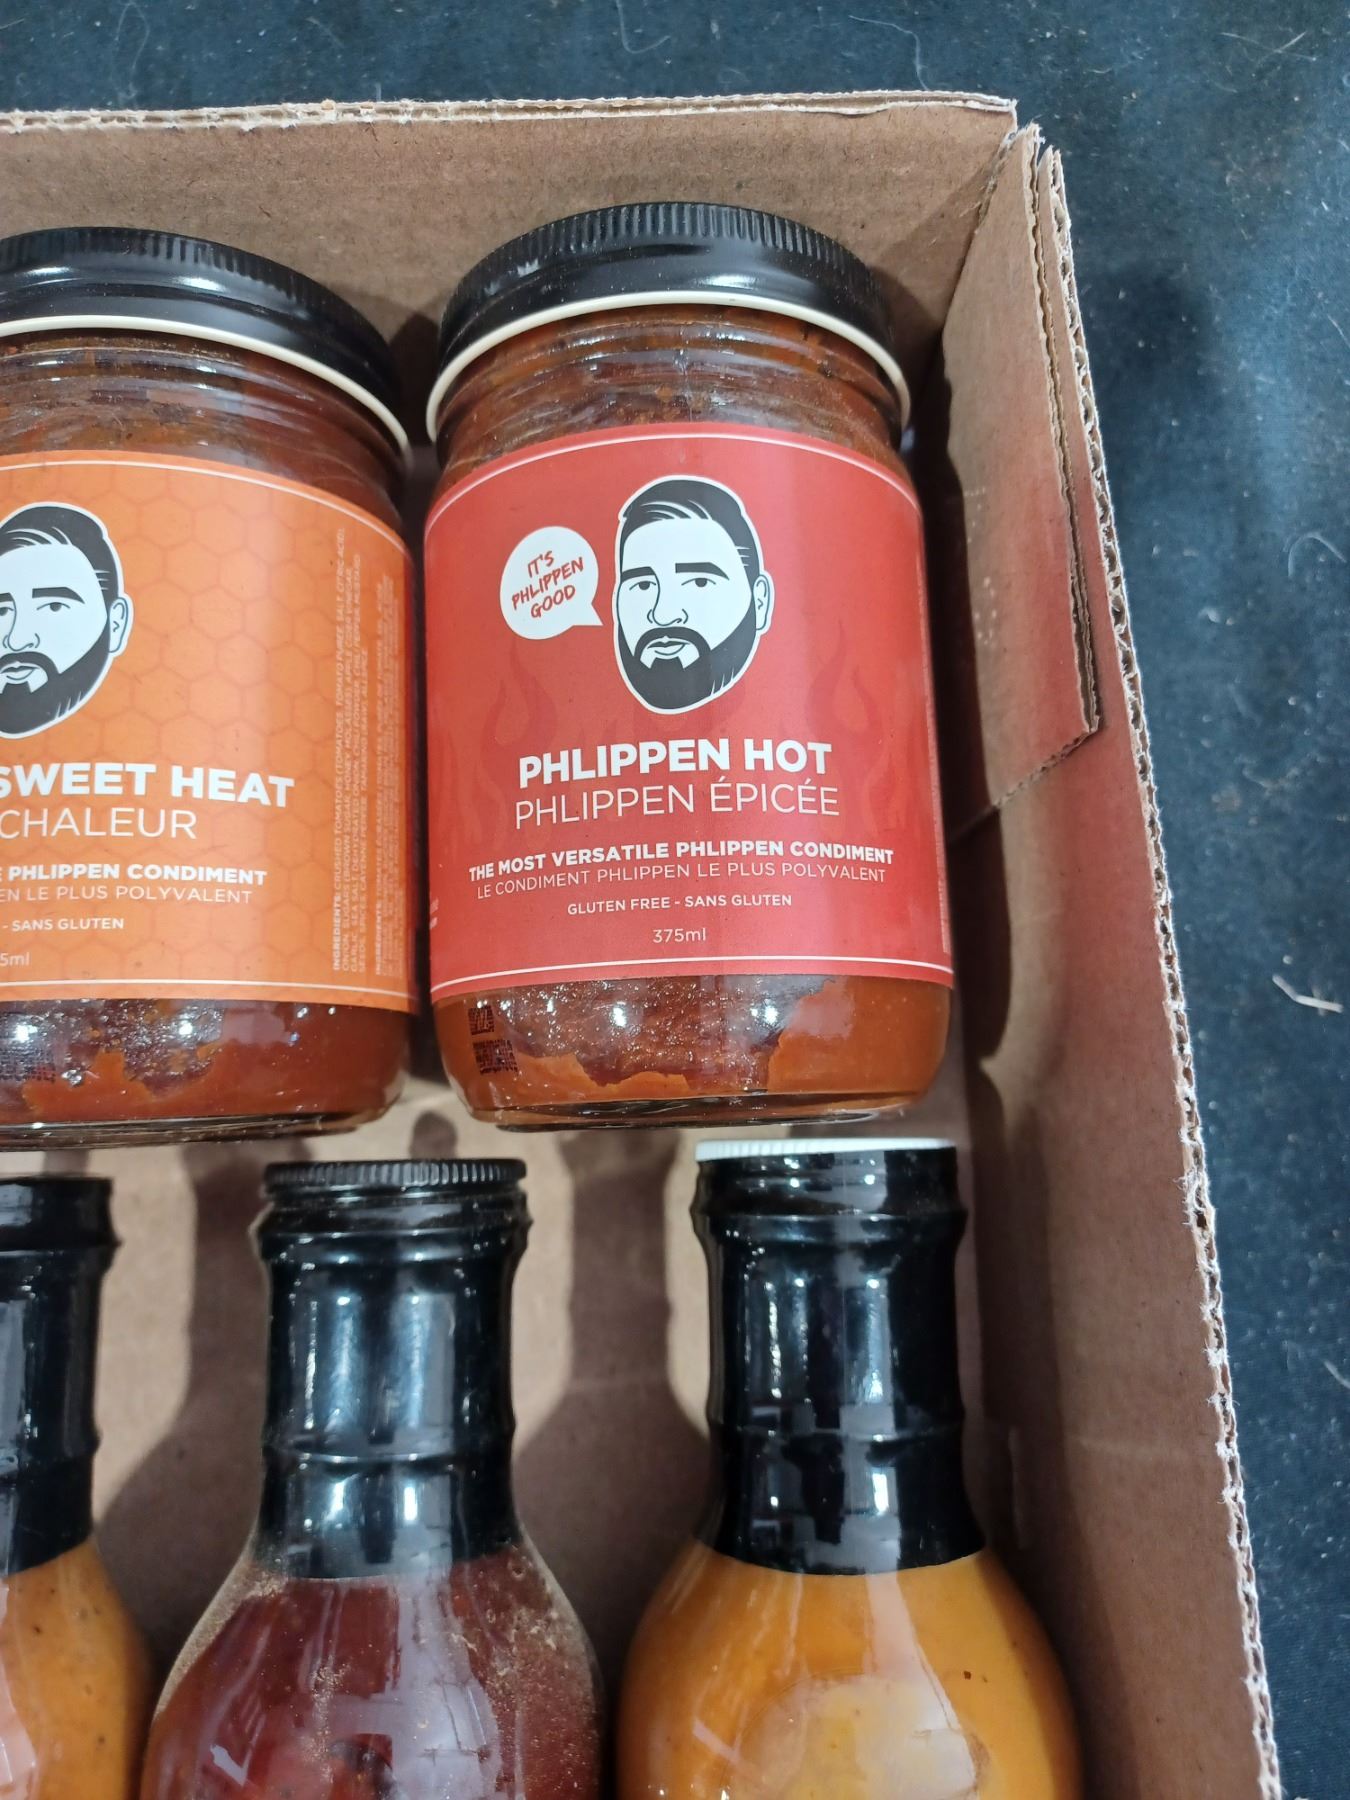 SWEET HEAT
CHALEUR
PHLIPPEN CONDIMENT
EN LE PLUS POLYVALENT
- SANS GLUTEN
5ml
IT'S
PHLIPPEN
GOOD
PHLIPPEN HOT
PHLIPPEN ÉPICÉE
THE MOST VERSATILE PHLIPPEN CONDIMENT
LE CONDIMENT PHLIPPEN LE PLUS POLYVALENT
GLUTEN FREE - SANS GLUTEN
375ml